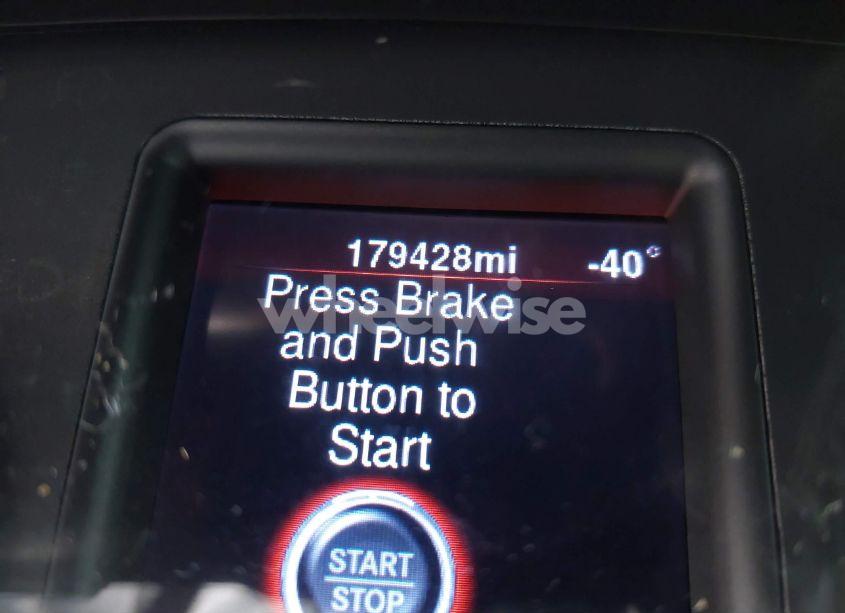 179428mi -40°
Press Brake
and Push
Button to
Start
START
STOP
wheelwise